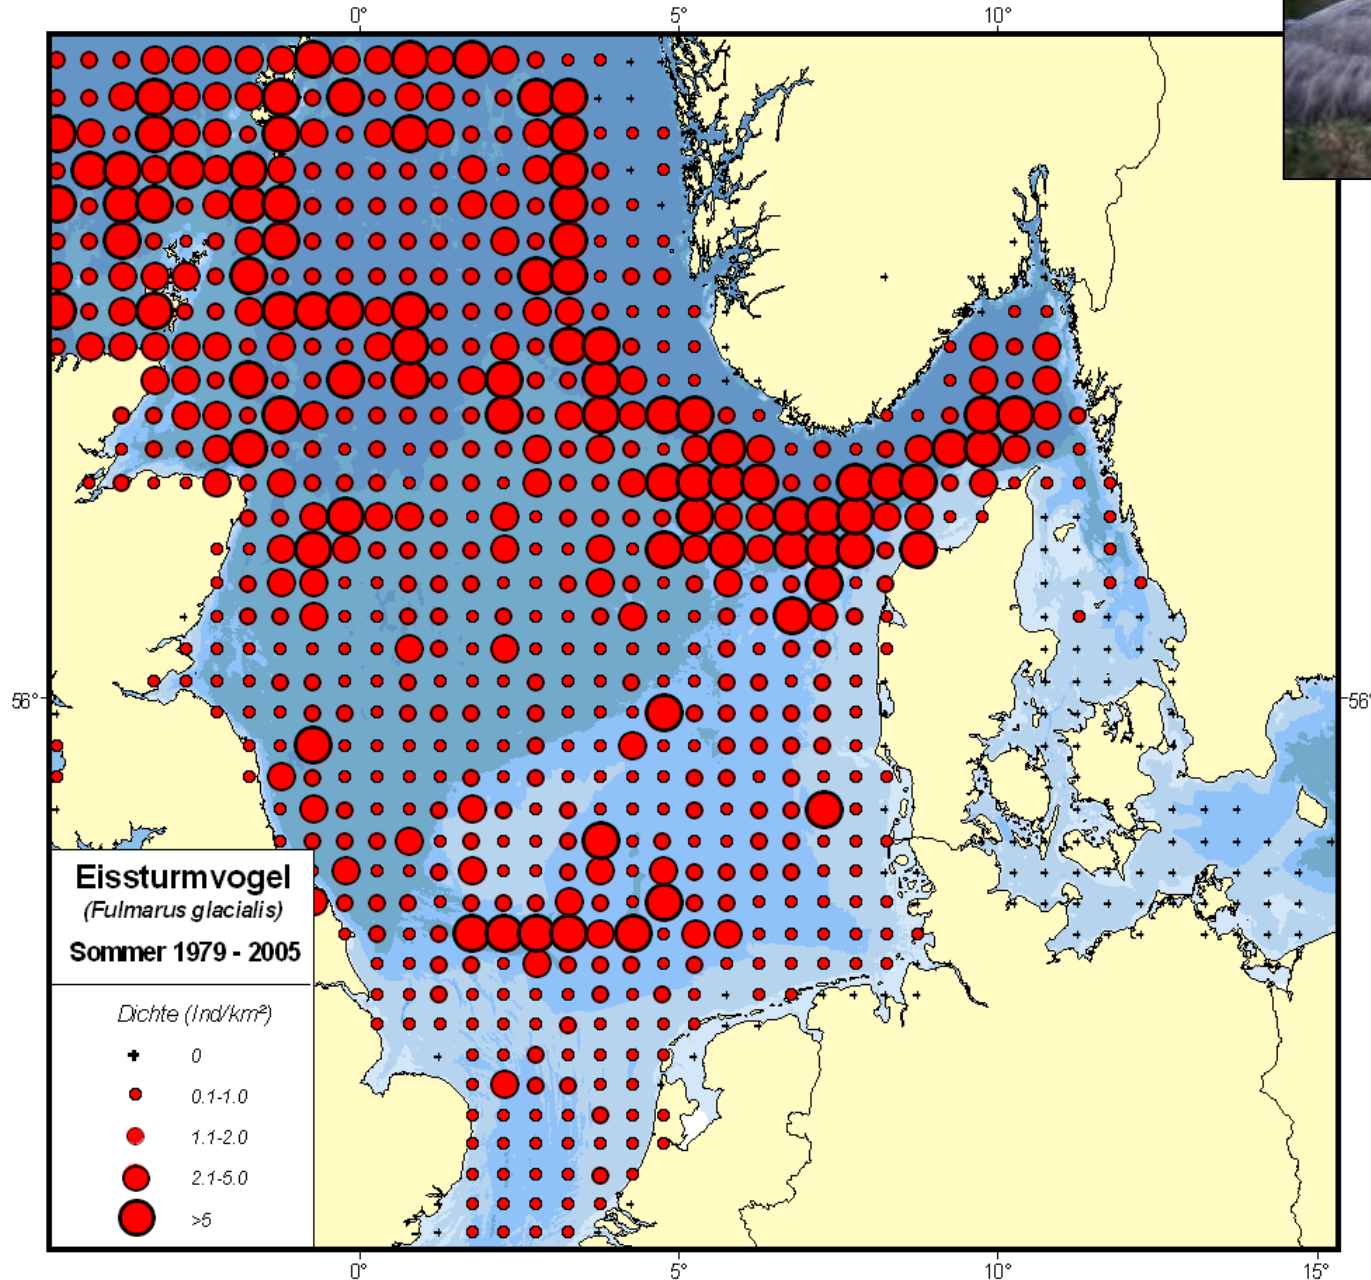 0° 5° 10°
56° 56°
Eissturmvogel
(Fulmarus glacialis)
Sommer 1979 - 2005
Dichte (Ind/km²)
0
0.1-1.0
1.1-2.0
2.1-5.0
>5
0° 5° 10° 15°